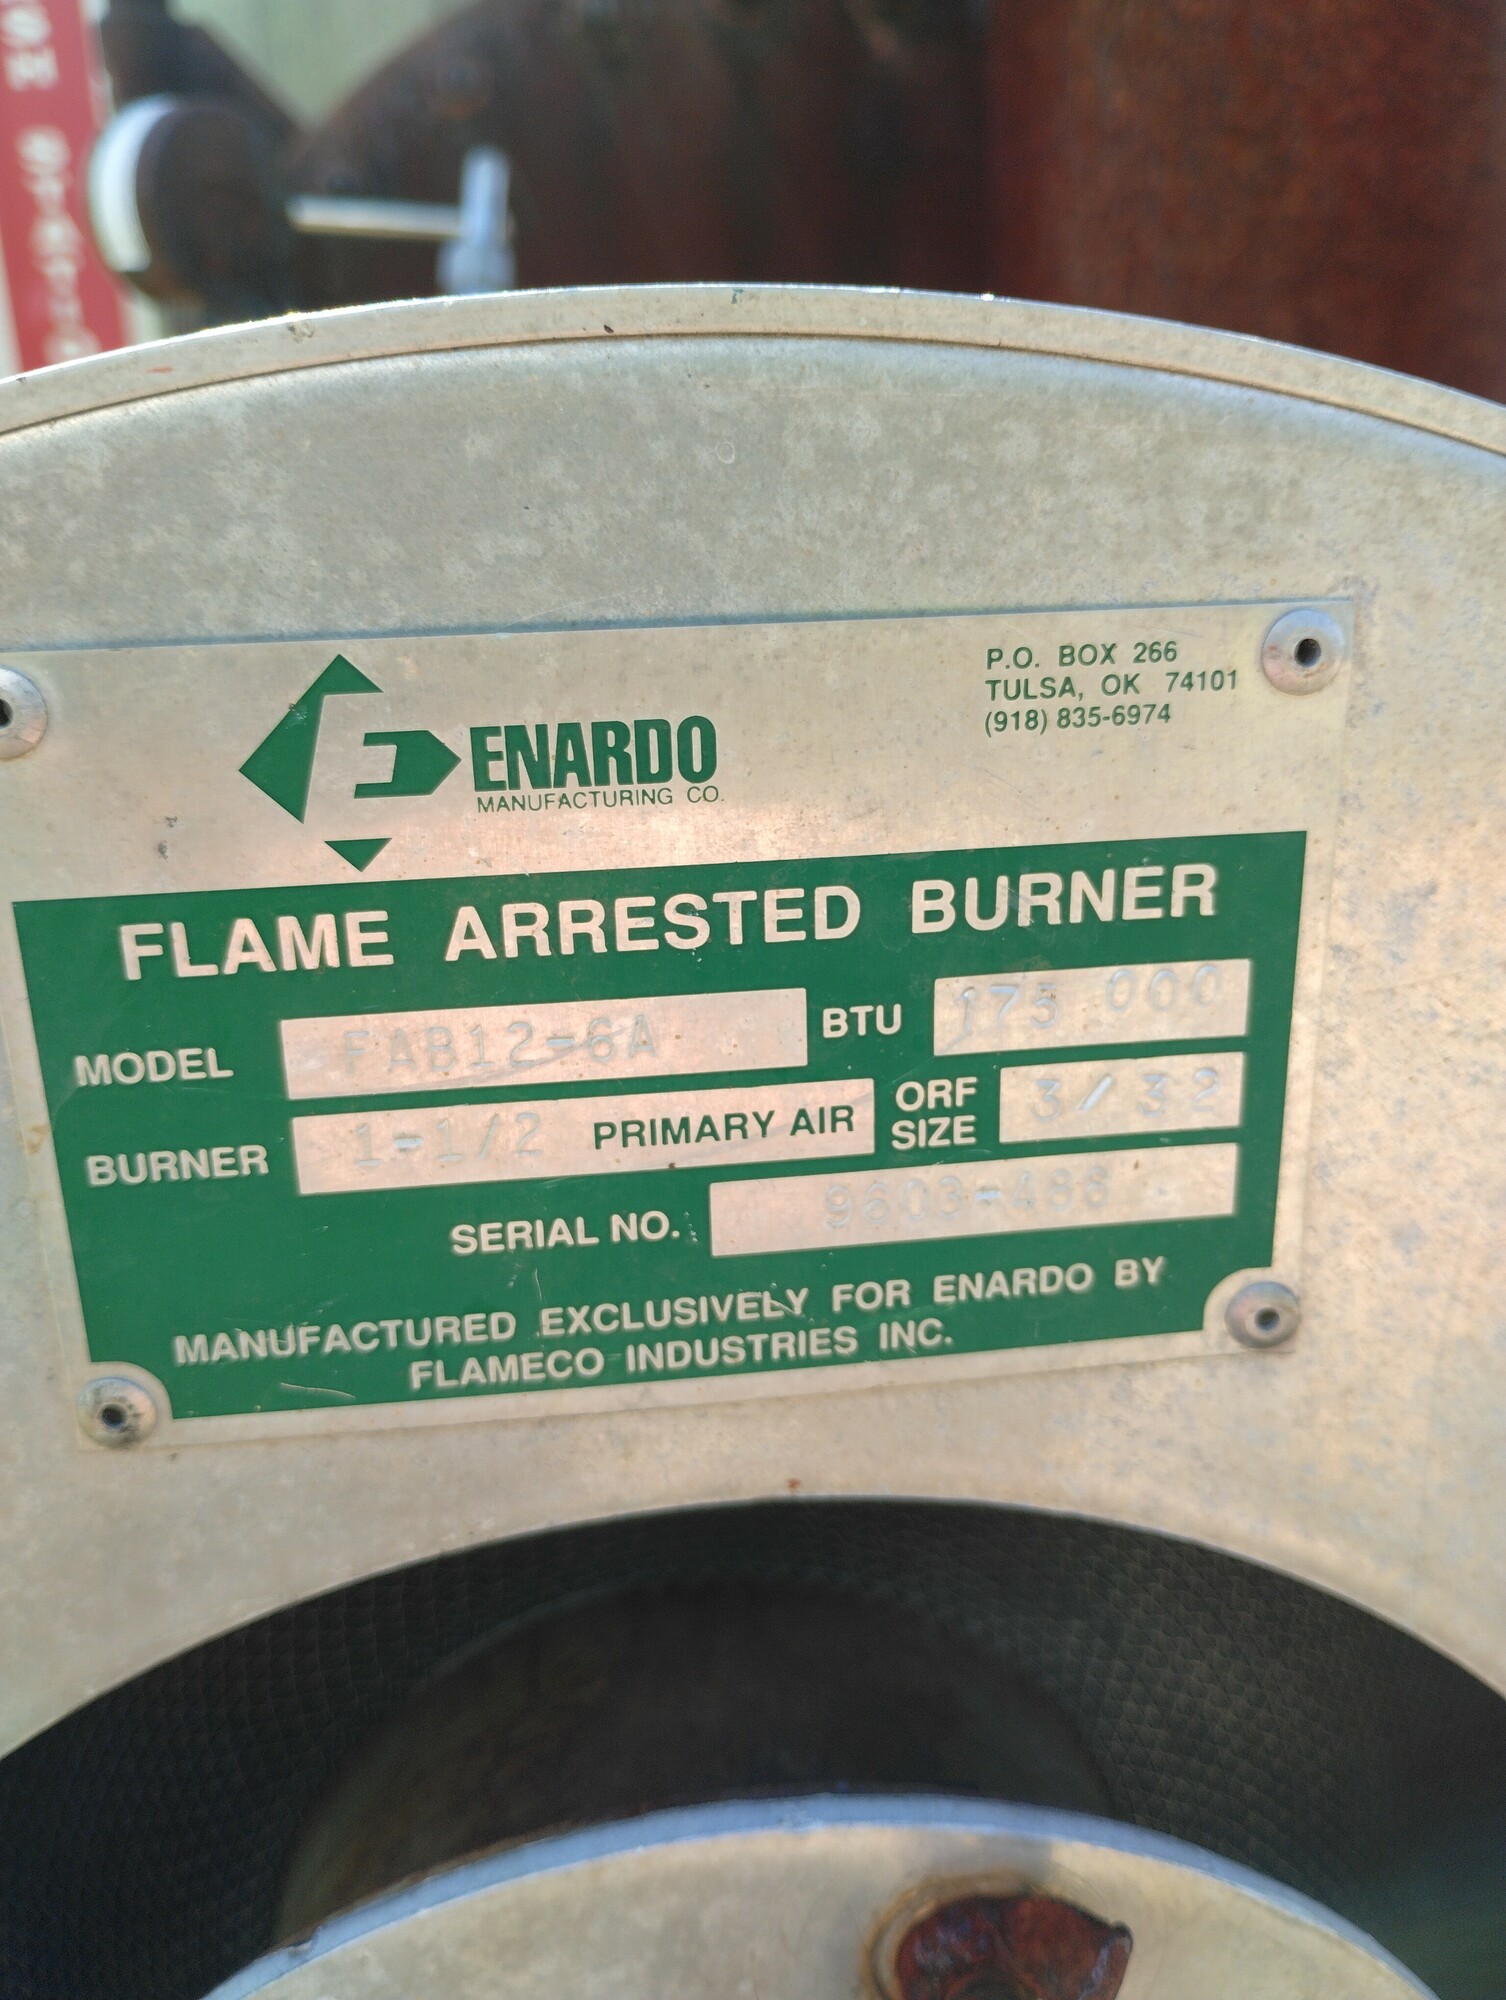 ENARDO
MANUFACTURING CO.
P.O. BOX 266
TULSA, OK 74101
(918) 835-6974
FLAME ARRESTED BURNER
MODEL FAB12-6A BTU 175 000
BURNER 1-1/2 PRIMARY AIR ORF SIZE 3/32
SERIAL NO. 9603-488
MANUFACTURED EXCLUSIVELY FOR ENARDO BY
FLAMECO INDUSTRIES INC.